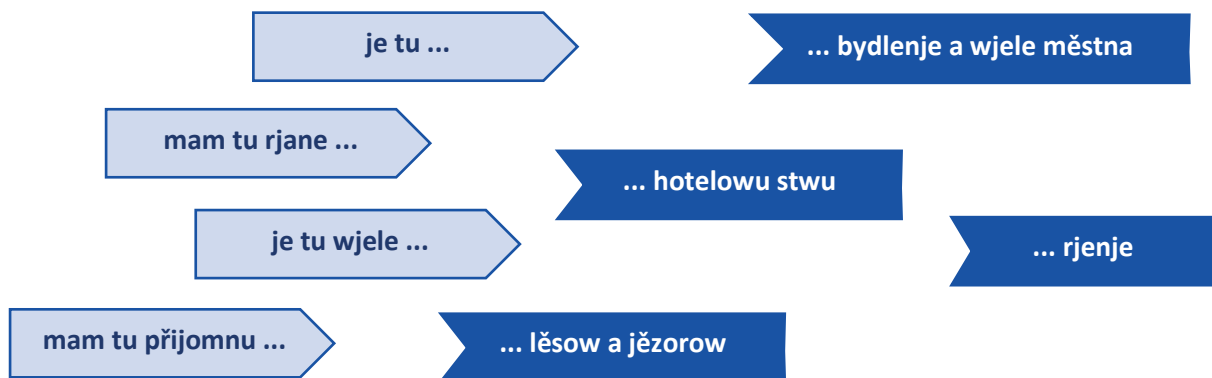 je tu ...
... bydlenje a wjele městna
mam tu rjane ...
... hotelowu stwu
je tu wjele ...
... rjenje
mam tu přijomnu ...
... lěsow a jězorow